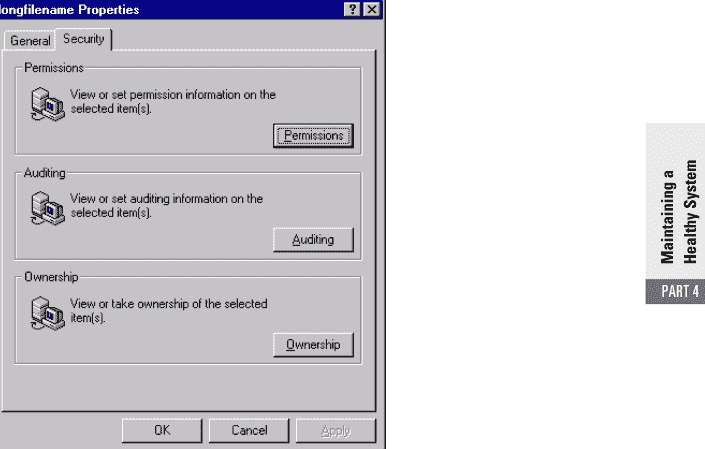 longfilename Properties
General
Security
Permissions
View or set permission information on the
selected item(s).
Permissions
Auditing
View or set auditing information on the
selected item(s).
Auditing
Ownership
View or take ownership of the selected
item(s).
Ownership
OK
Cancel
Apply
Maintaining a
Healthy System
PART 4